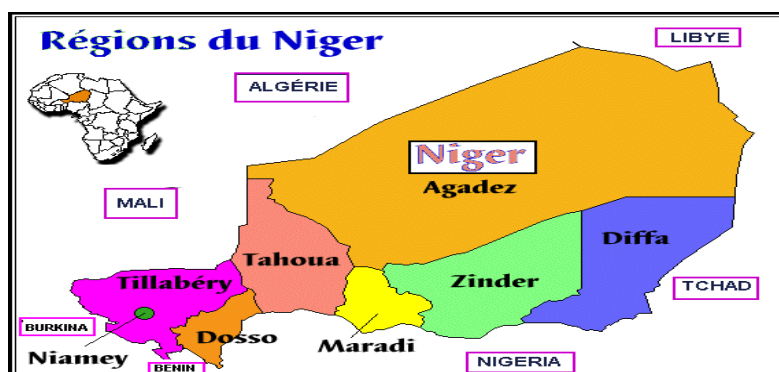 Régions du Niger
LIBYE
ALGÉRIE
Niger
Agadez
MALI
Diffa
Tahoua
Zinder
Tillabéry
TCHAD
BURKINA
Dosso
Niamey
Maradi
BENIN
NIGERIA